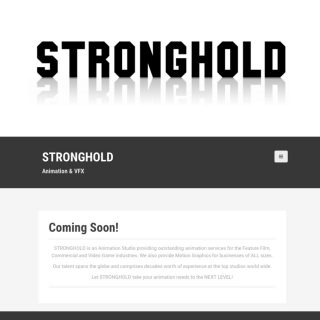 STRONGHOLD
STRONGHOLD
Animation & VFX
Coming Soon!
STRONGHOLD is an Animation Studio providing outstanding animation services for the Feature Film,
Commercial and Video Game industries. We also provide Motion Graphics for businesses of ALL sizes.
Our talent spans the globe and comprises decades worth of experience at the top studios world wide.
Let STRONGHOLD take your animation needs to the NEXT LEVEL!